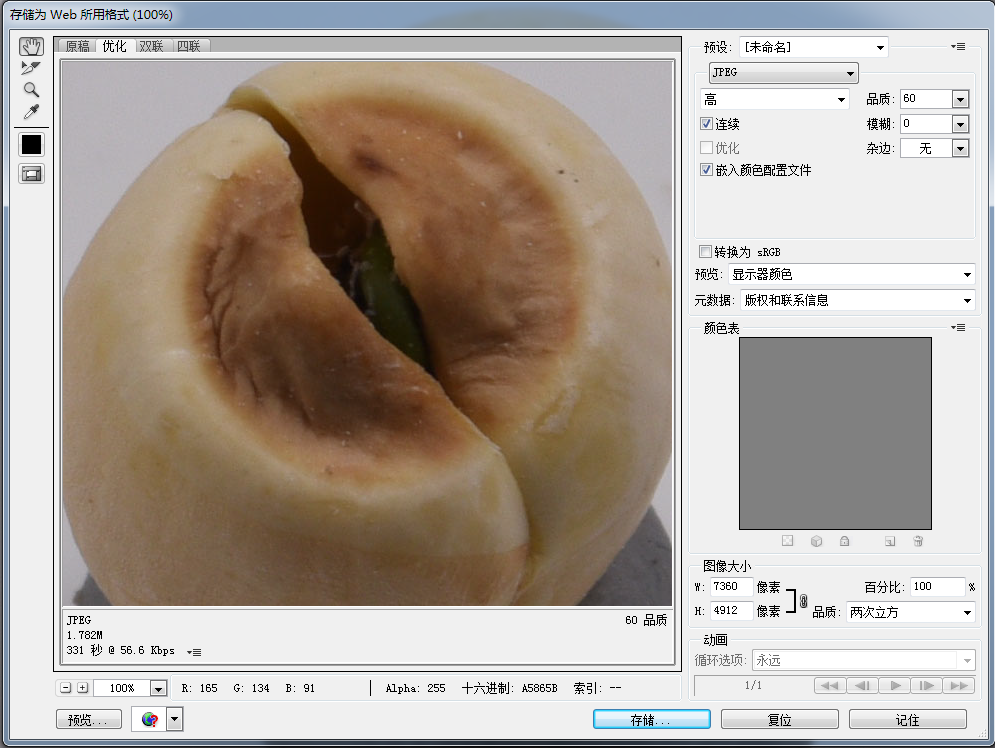 存储为 Web 所用格式 (100%)
原稿 优化 双联 四联
预设: [未命名]
JPEG
高 品质: 60
连续 模糊: 0
优化 杂边: 无
嵌入颜色配置文件
转换为 sRGB
预览: 显示器颜色
元数据: 版权和联系信息
颜色表
图像大小
W: 7360 像素 百分比: 100 %
H: 4912 像素 品质: 两次立方
动画
循环选项: 永远
1/1
JPEG 60 品质
1.782M
331 秒 @ 56.6 Kbps
100% R: 165 G: 134 B: 91 Alpha: 255 十六进制: A5865B 索引: --
预览... 存储... 复位 记住